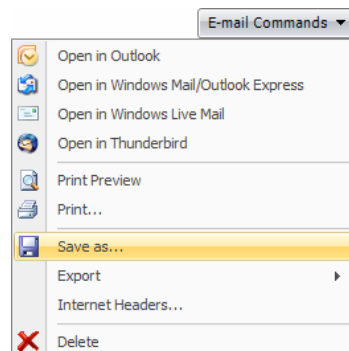 E-mail Commands
Open in Outlook
Open in Windows Mail/Outlook Express
Open in Windows Live Mail
Open in Thunderbird
Print Preview
Print...
Save as...
Export
Internet Headers...
Delete